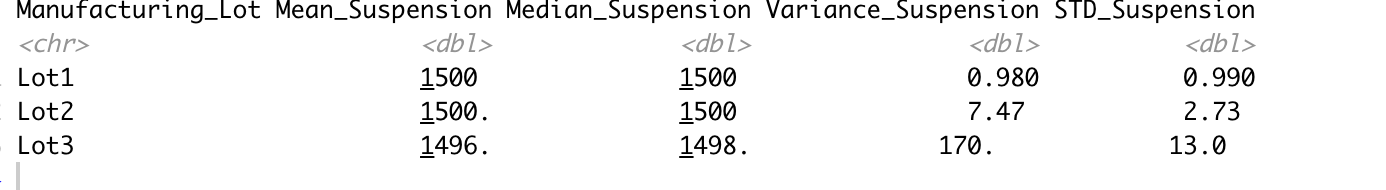 Manufacturing_Lot Mean_Suspension Median_Suspension Variance_Suspension STD_Suspension
<chr> <dbl> <dbl> <dbl> <dbl>
Lot1 1500 1500 0.980 0.990
Lot2 1500. 1500 7.47 2.73
Lot3 1496. 1498. 170. 13.0